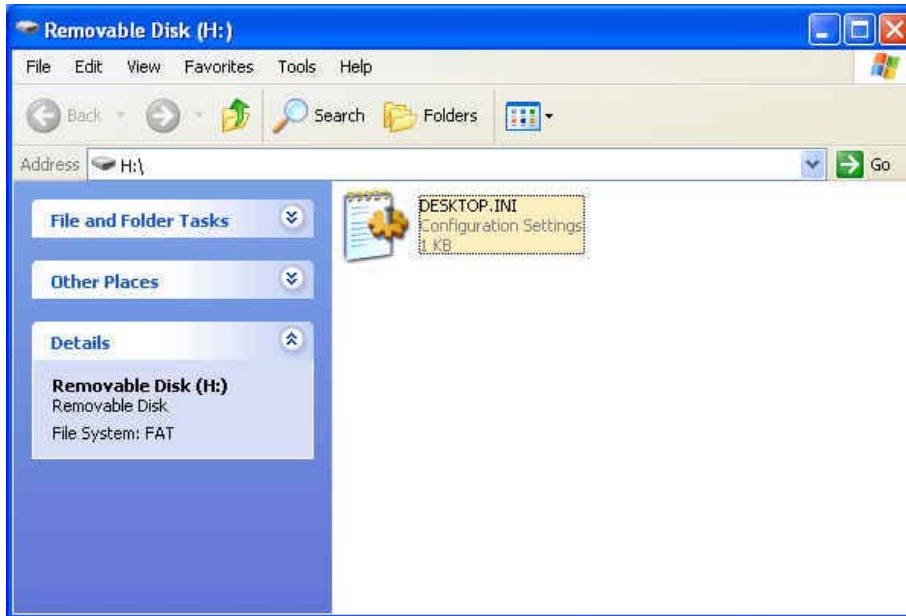 Removable Disk (H:)
File Edit View Favorites Tools Help
Back Search Folders
Address H:\ Go
File and Folder Tasks
Other Places
Details
Removable Disk (H:)
Removable Disk
File System: FAT
DESKTOP.INI
Configuration Settings
1 KB